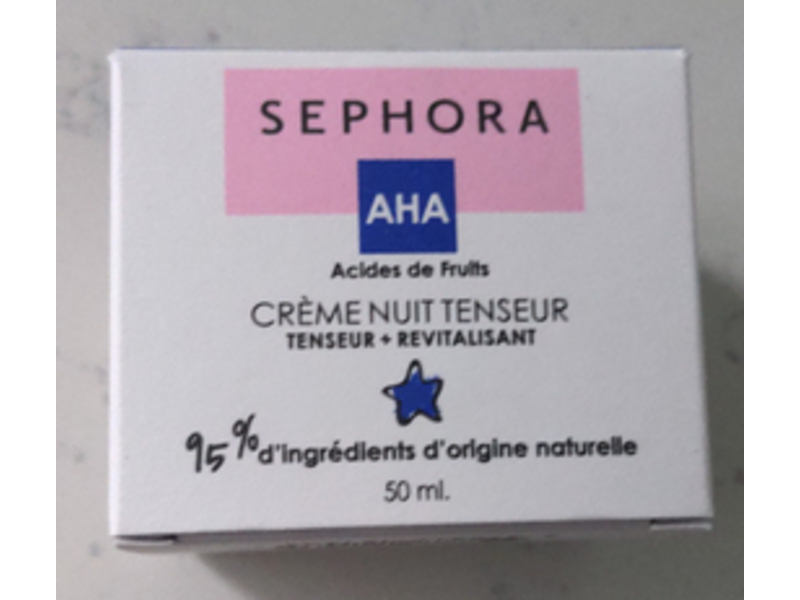 SEPHORA
AHA
Acides de Fruits
CRÈME NUIT TENSEUR
TENSEUR + REVITALISANT
95% d'ingrédients d'origine naturelle
50 ml.